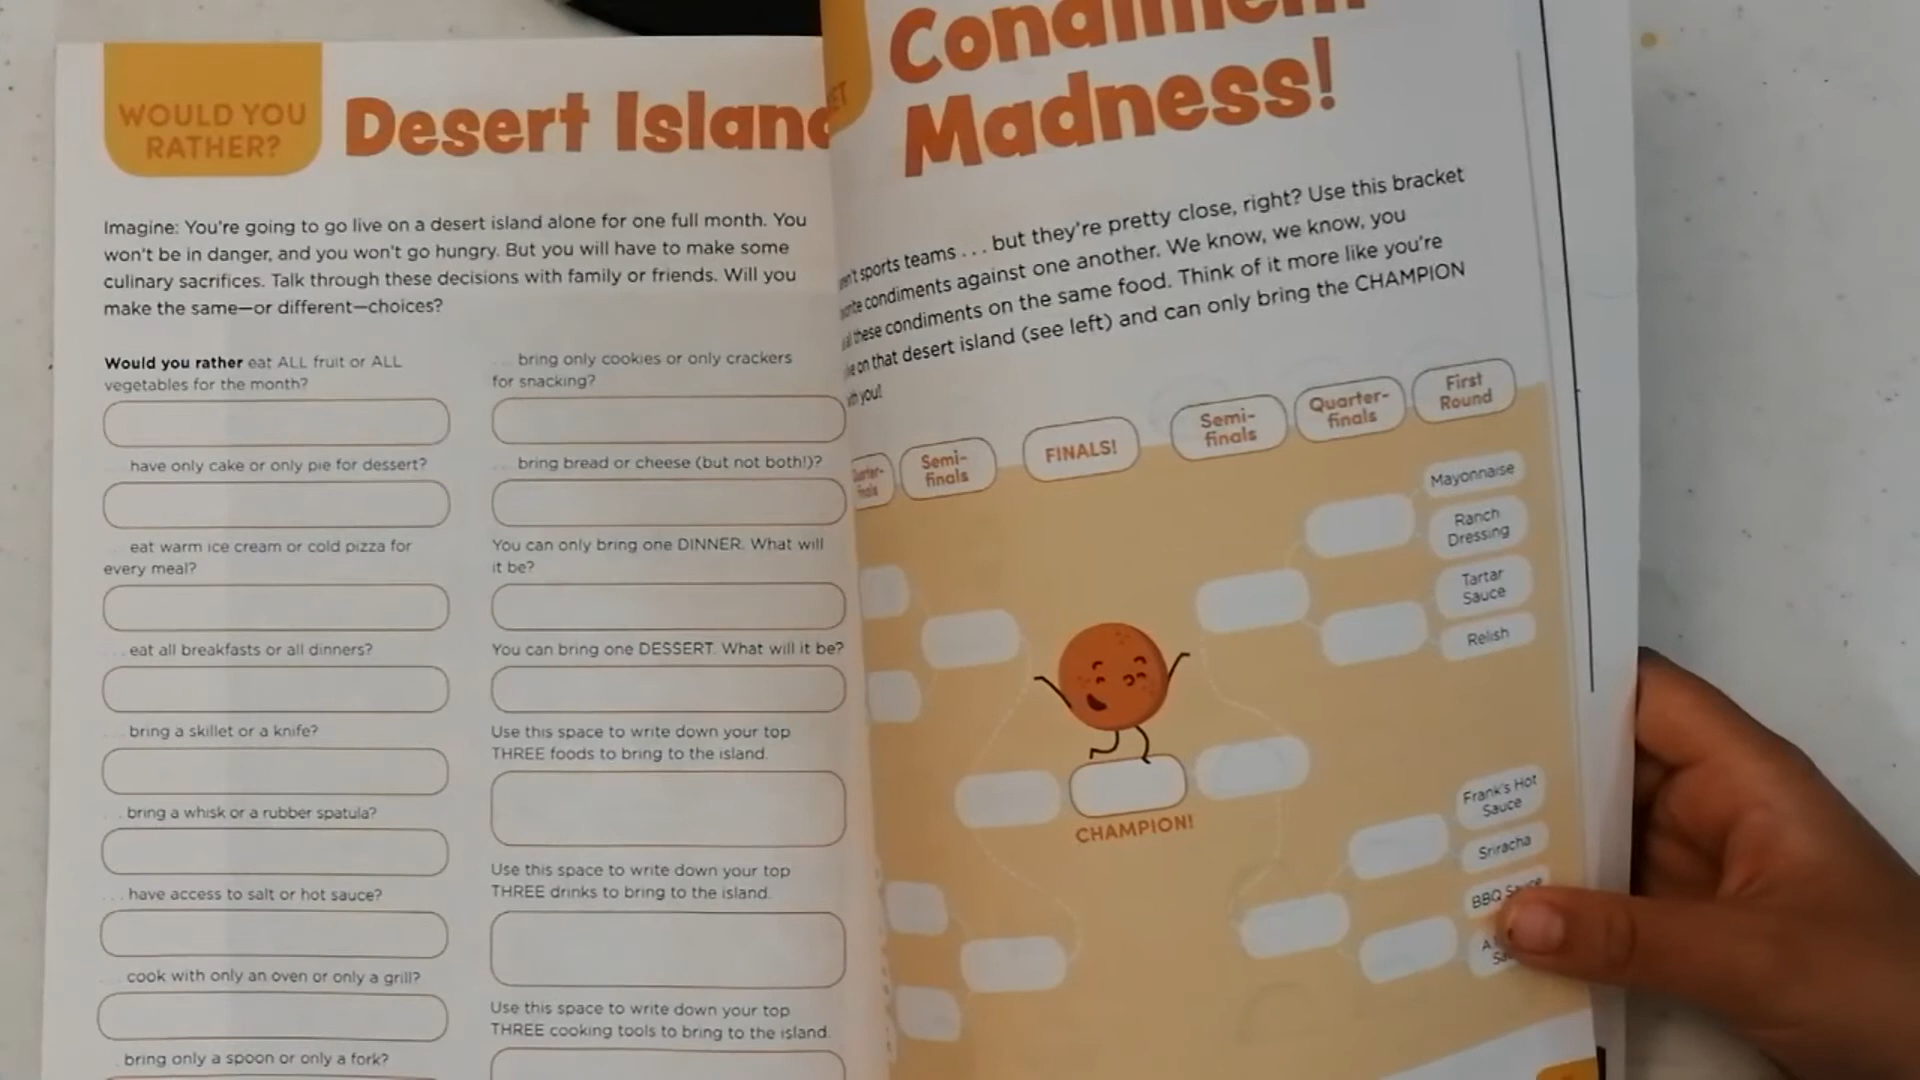 WOULD YOU
RATHER?
Desert Island
Imagine: You're going to go live on a desert island alone for one full month. You
won't be in danger, and you won't go hungry. But you will have to make some
culinary sacrifices. Talk through these decisions with family or friends. Will you
make the same—or different—choices?
Would you rather eat ALL fruit or ALL
vegetables for the month?
. . . have only cake or only pie for dessert?
. . . eat warm ice cream or cold pizza for
every meal?
. . . eat all breakfasts or all dinners?
. . . bring a skillet or a knife?
. . . bring a whisk or a rubber spatula?
. . . have access to salt or hot sauce?
. . . cook with only an oven or only a grill?
. . . bring only a spoon or only a fork?
. . . bring only cookies or only crackers
for snacking?
. . . bring bread or cheese (but not both!)?
You can only bring one DINNER. What will
it be?
You can bring one DESSERT. What will it be?
Use this space to write down your top
THREE foods to bring to the island.
Use this space to write down your top
THREE drinks to bring to the island.
Use this space to write down your top
THREE cooking tools to bring to the island.
Condiment
Madness!
sports teams . . . but they're pretty close, right? Use this bracket
condiments against one another. We know, we know, you
these condiments on the same food. Think of it more like you're
on that desert island (see left) and can only bring the CHAMPION
you!
Quarter-
finals
Semi-
finals
FINALS!
Semi-
finals
Quarter-
finals
First
Round
Mayonnaise
Ranch
Dressing
Tartar
Sauce
Relish
Frank's Hot
Sauce
Sriracha
BBQ Sauce
CHAMPION!